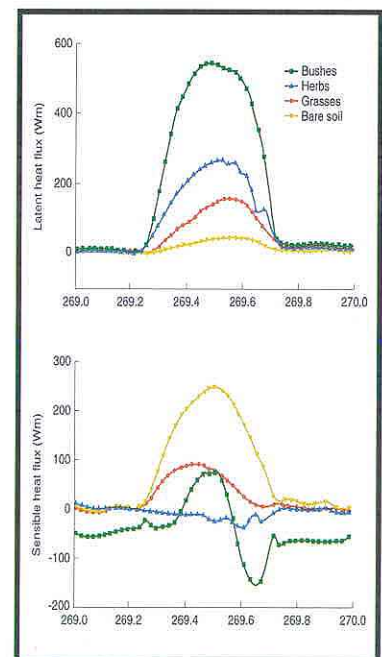 600
400
200
0
Latent heat flux (Wm)
Bushes
Herbs
Grasses
Bare soil
269.0 269.2 269.4 269.6 269.8 270,0
300
200
100
0
-100
-200
Sensible heat flux (Wm)
269.0 269.2 269.4 269.6 269.8 270.0